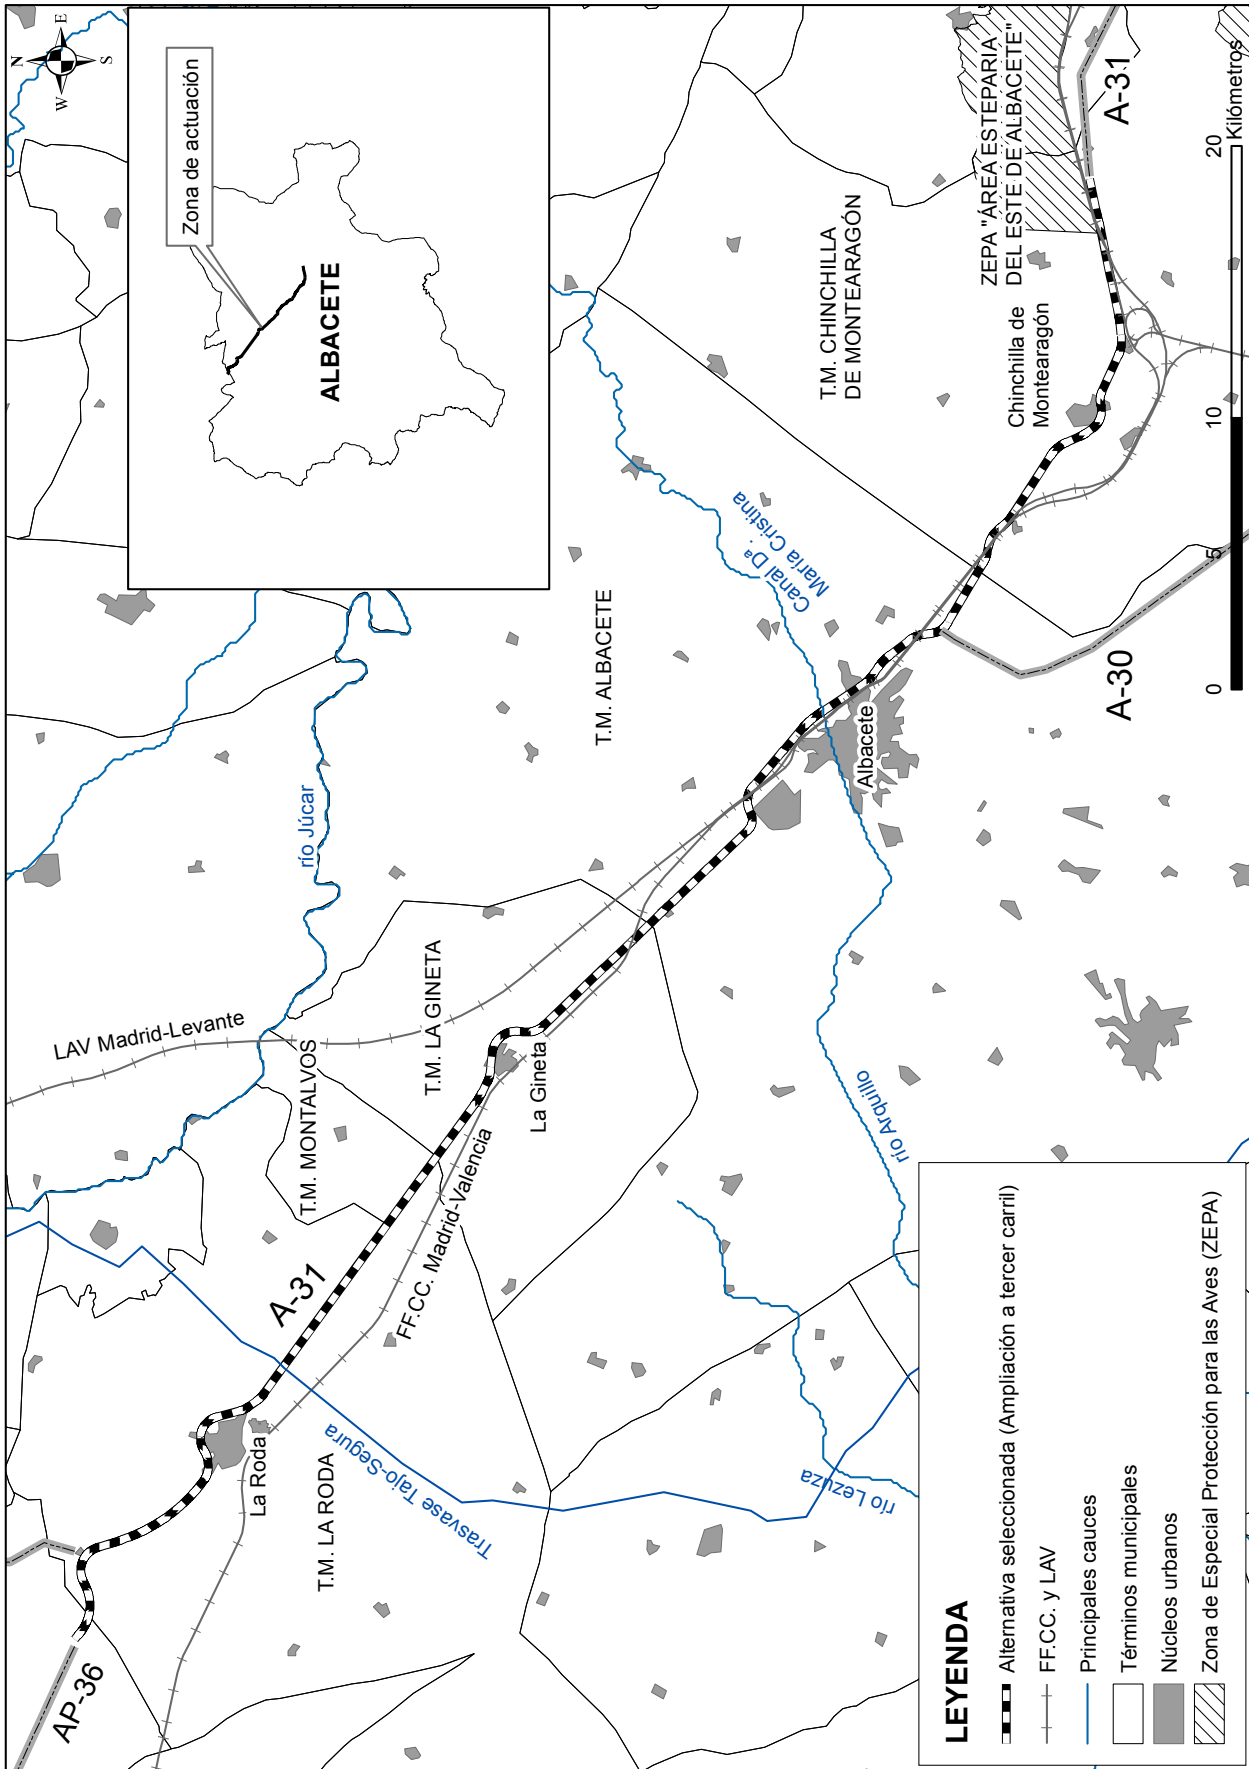 N
W
E
S
Zona de actuación
ALBACETE
AP-36
La Roda
T.M. LA RODA
A-31
Trasvase Tajo-Segura
FF.CC. Madrid-Valencia
LAV Madrid-Levante
T.M. MONTALVOS
T.M. LA GINETA
La Gineta
río Júcar
T.M. ALBACETE
Albacete
Canal Dª.
María Cristina
río Arquillo
río Lezuza
T.M. CHINCHILLA
DE MONTEARAGÓN
Chinchilla de
Montearagón
ZEPA "ÁREA ESTEPARIA
DEL ESTE DE ALBACETE"
A-31
A-30
0
5
10
20
Kilómetros
LEYENDA
Alternativa seleccionada (Ampliación a tercer carril)
FF.CC. y LAV
Principales cauces
Términos municipales
Núcleos urbanos
Zona de Especial Protección para las Aves (ZEPA)